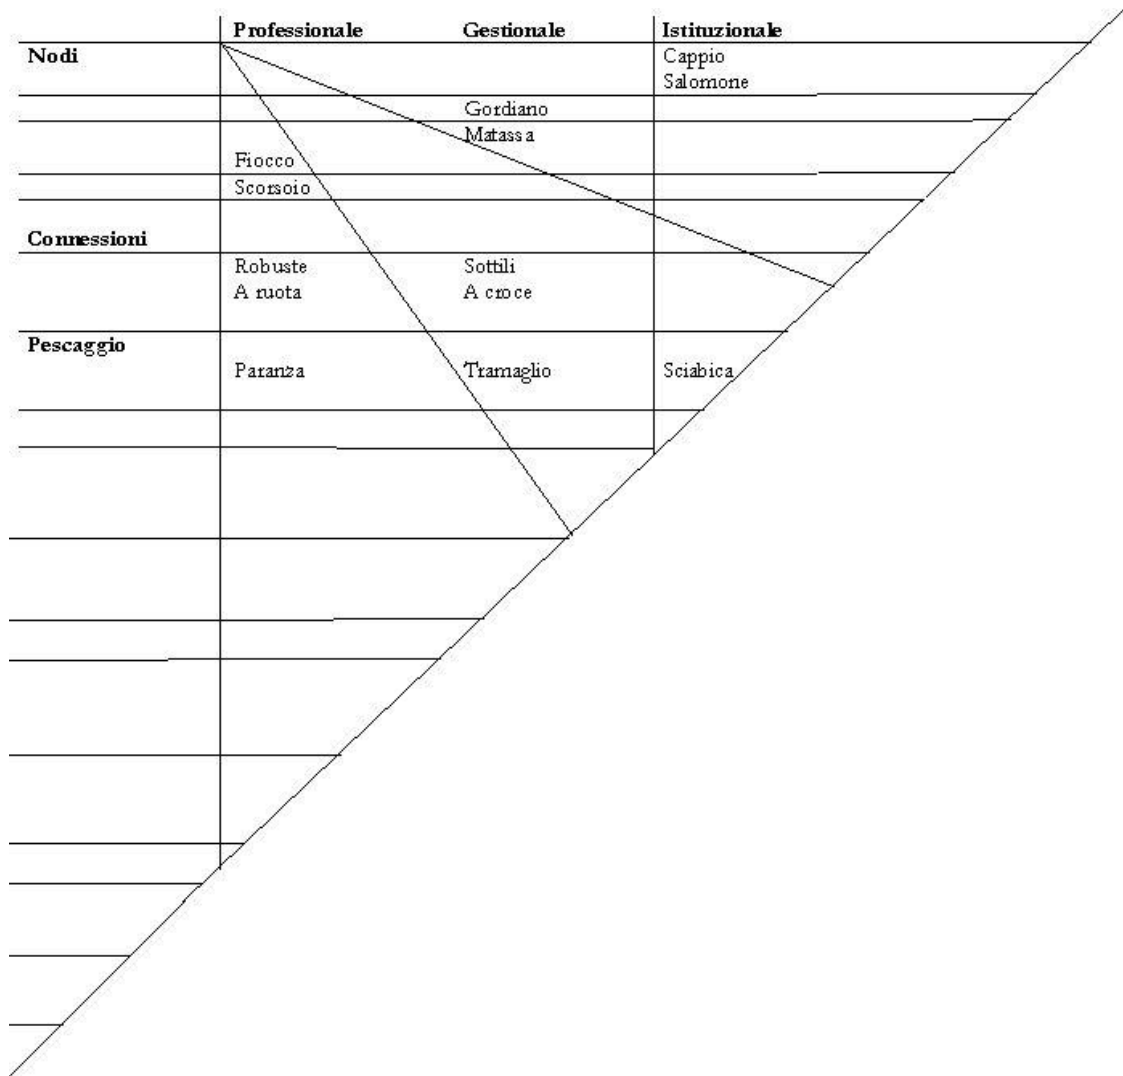 Professionale Gestionale Istituzionale
Nodi Cappio
Salomone
Gordiano
Matassa
Fiocco
Scorsoio
Connessioni
Robuste Sottili
A ruota A croce
Pescaggio
Paranza Tramaglio Sciabica